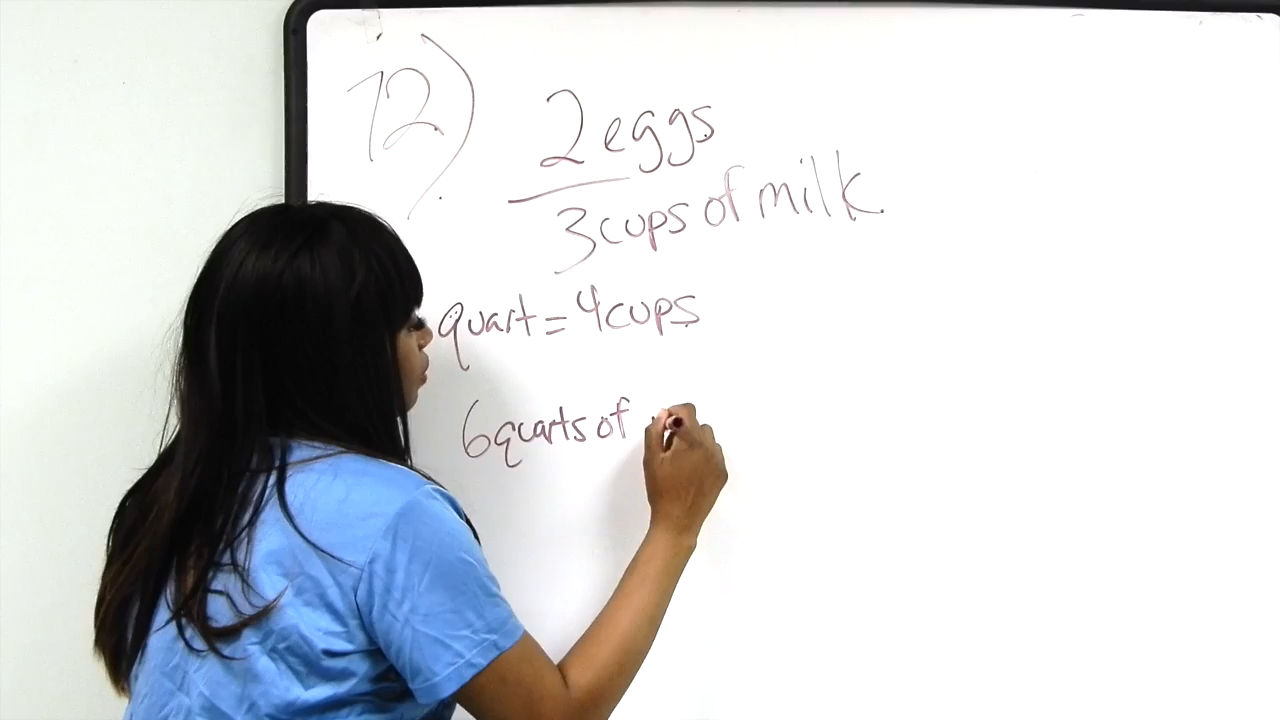 12)
2 eggs
3 cups of milk
quart = 4 cups
6 quarts of